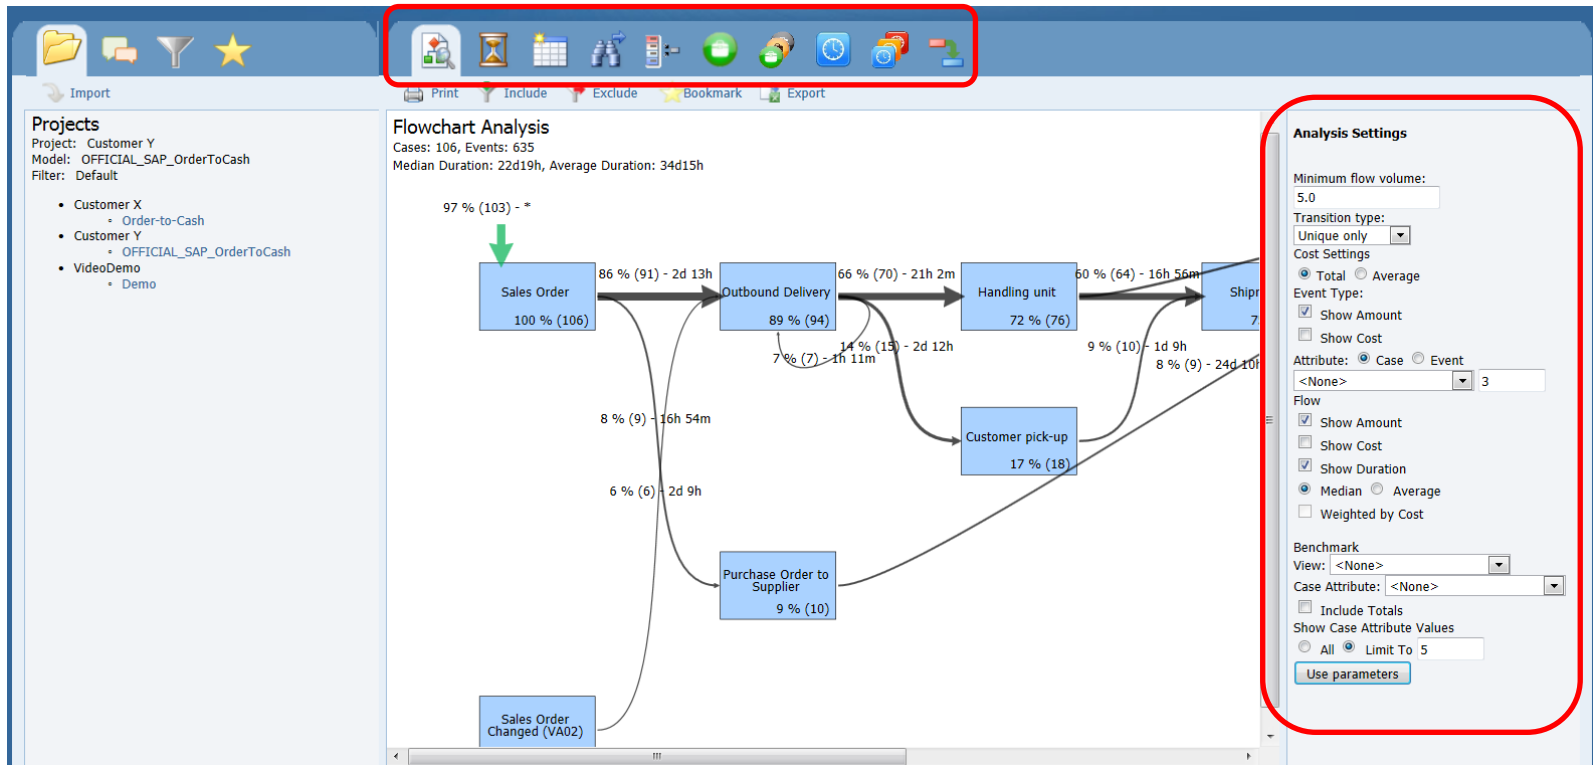 Import
Print Include Exclude Bookmark Export
Projects
Project: Customer Y
Model: OFFICIAL_SAP_OrderToCash
Filter: Default
• Customer X
◦ Order-to-Cash
• Customer Y
◦ OFFICIAL_SAP_OrderToCash
• VideoDemo
◦ Demo
Flowchart Analysis
Cases: 106, Events: 635
Median Duration: 22d19h, Average Duration: 34d15h
97 % (103) - *
86 % (91) - 2d 13h
66 % (70) - 21h 2m
60 % (64) - 16h 56m
Sales Order
100 % (106)
Outbound Delivery
89 % (94)
Handling unit
72 % (76)
Shipr
7
7 % (7) - 1h 11m
14 % (15) - 2d 12h
9 % (10) - 1d 9h
8 % (9) - 24d 10h
8 % (9) - 16h 54m
Customer pick-up
17 % (18)
6 % (6) - 2d 9h
Purchase Order to
Supplier
9 % (10)
Sales Order
Changed (VA02)
Analysis Settings
Minimum flow volume:
5.0
Transition type:
Unique only
Cost Settings
Total Average
Event Type:
Show Amount
Show Cost
Attribute: Case Event
<None> 3
Flow
Show Amount
Show Cost
Show Duration
Median Average
Weighted by Cost
Benchmark
View: <None>
Case Attribute: <None>
Include Totals
Show Case Attribute Values
All Limit To 5
Use parameters